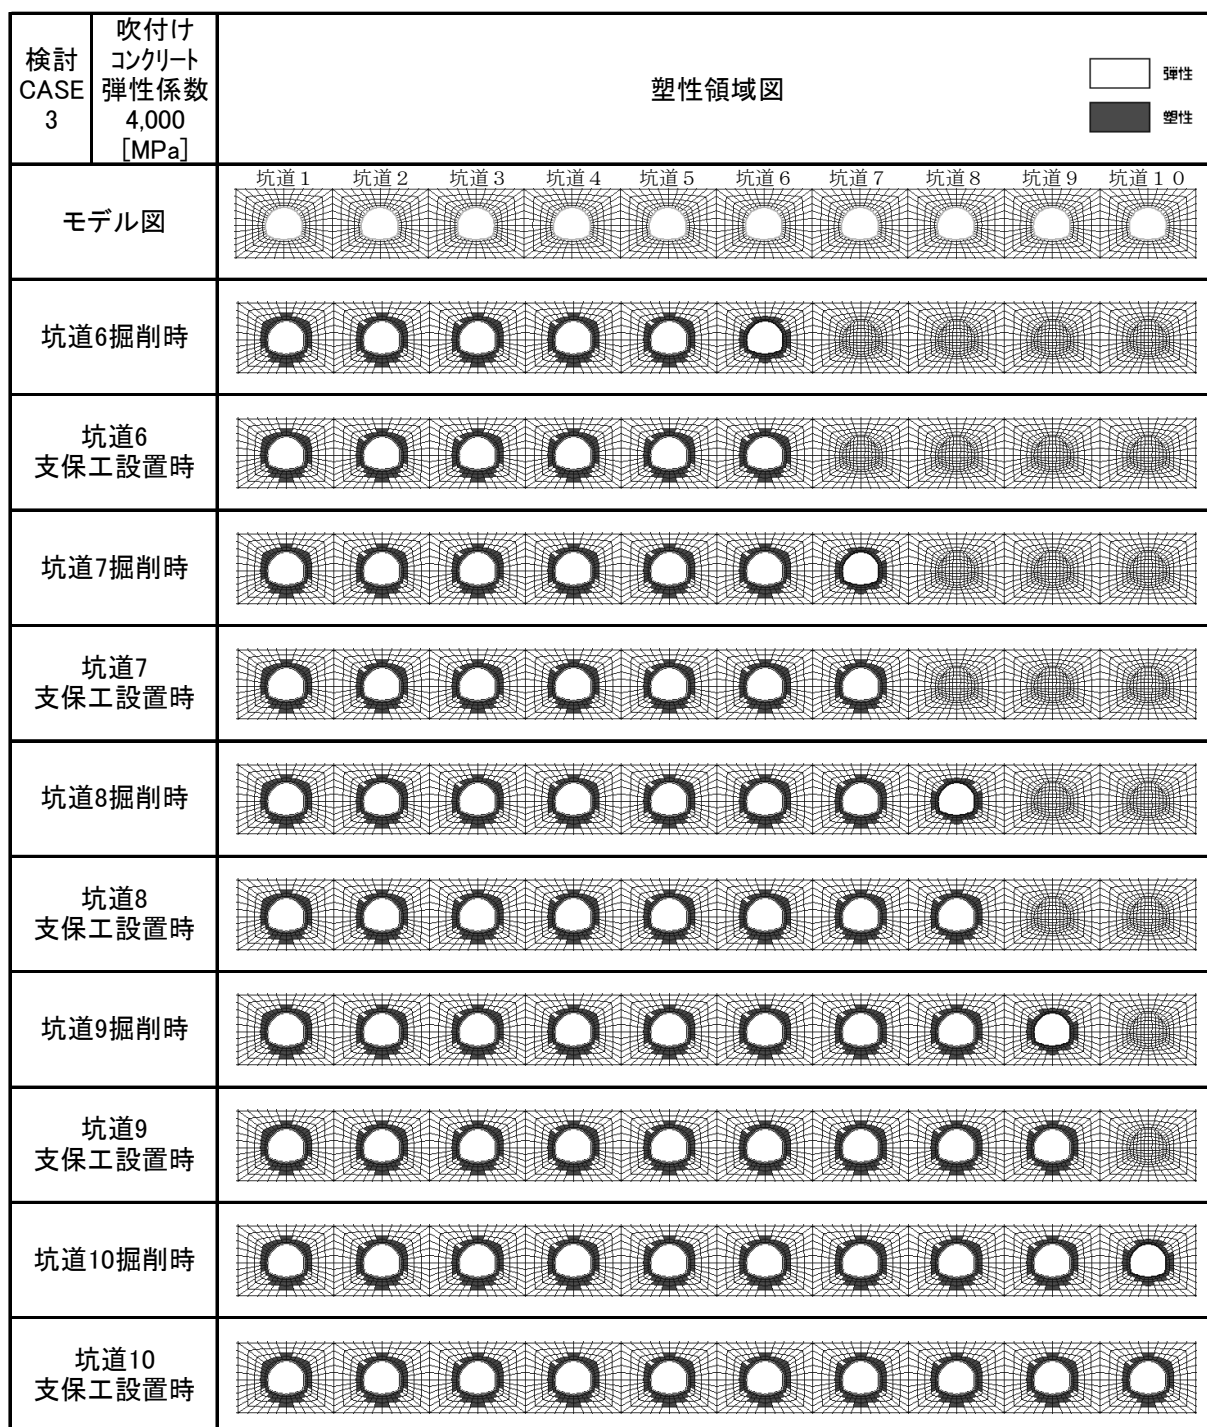 検討
CASE
3
吹付け
コンクリート
弾性係数
4,000
[MPa]
塑性領域図
弾性
塑性
モデル図
坑道1 坑道2 坑道3 坑道4 坑道5 坑道6 坑道7 坑道8 坑道9 坑道10
坑道6掘削時
坑道6
支保工設置時
坑道7掘削時
坑道7
支保工設置時
坑道8掘削時
坑道8
支保工設置時
坑道9掘削時
坑道9
支保工設置時
坑道10掘削時
坑道10
支保工設置時